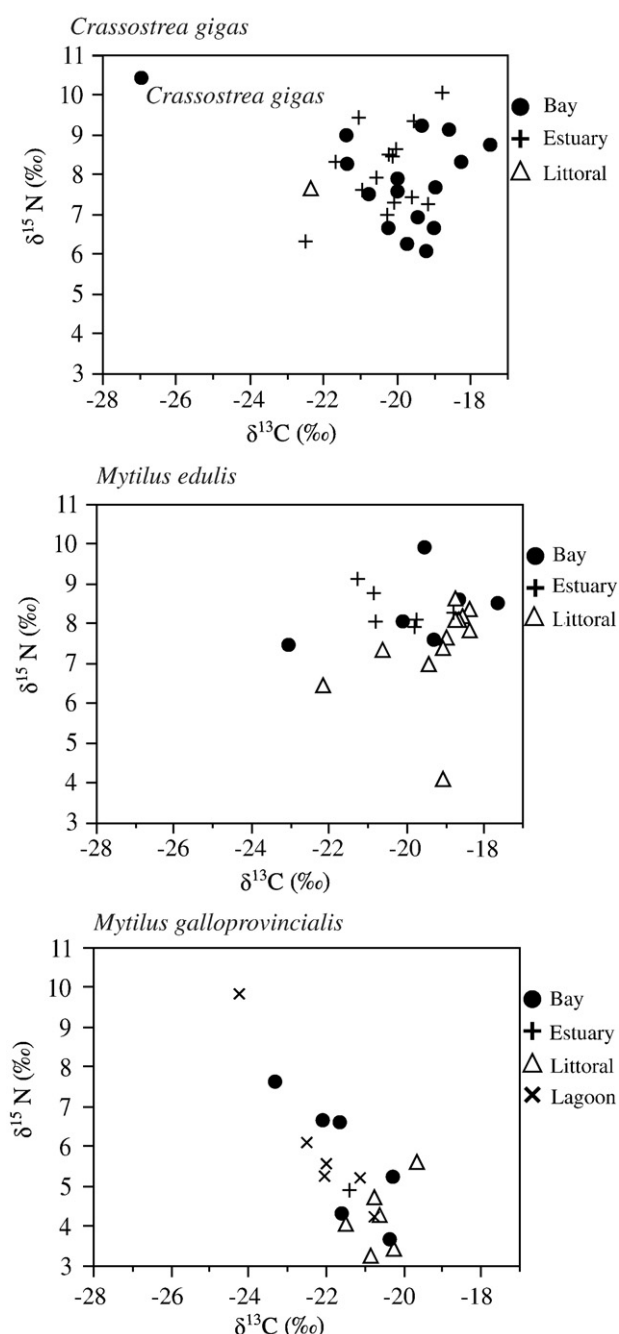 Crassostrea gigas
11
10
9
8
7
6
5
4
3
δ¹⁵ N (‰)
Crassostrea gigas
Bay
Estuary
Littoral
-28 -26 -24 -22 -20 -18
δ¹³C (‰)
Mytilus edulis
11
10
9
8
7
6
5
4
3
δ¹⁵ N (‰)
Bay
Estuary
Littoral
-28 -26 -24 -22 -20 -18
δ¹³C (‰)
Mytilus galloprovincialis
11
10
9
8
7
6
5
4
3
δ¹⁵ N (‰)
Bay
Estuary
Littoral
Lagoon
-28 -26 -24 -22 -20 -18
δ¹³C (‰)